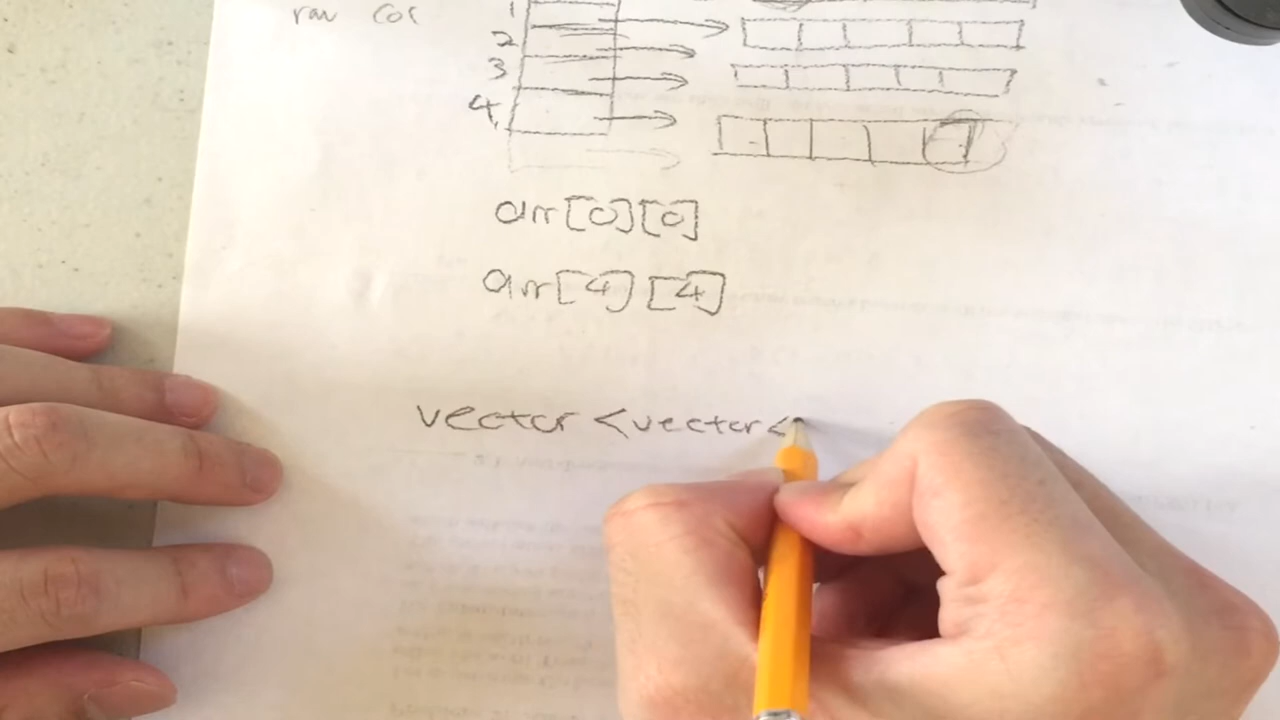 row col
1
2
3
4
arr[0][0]
arr[4][4]
vector <vector<